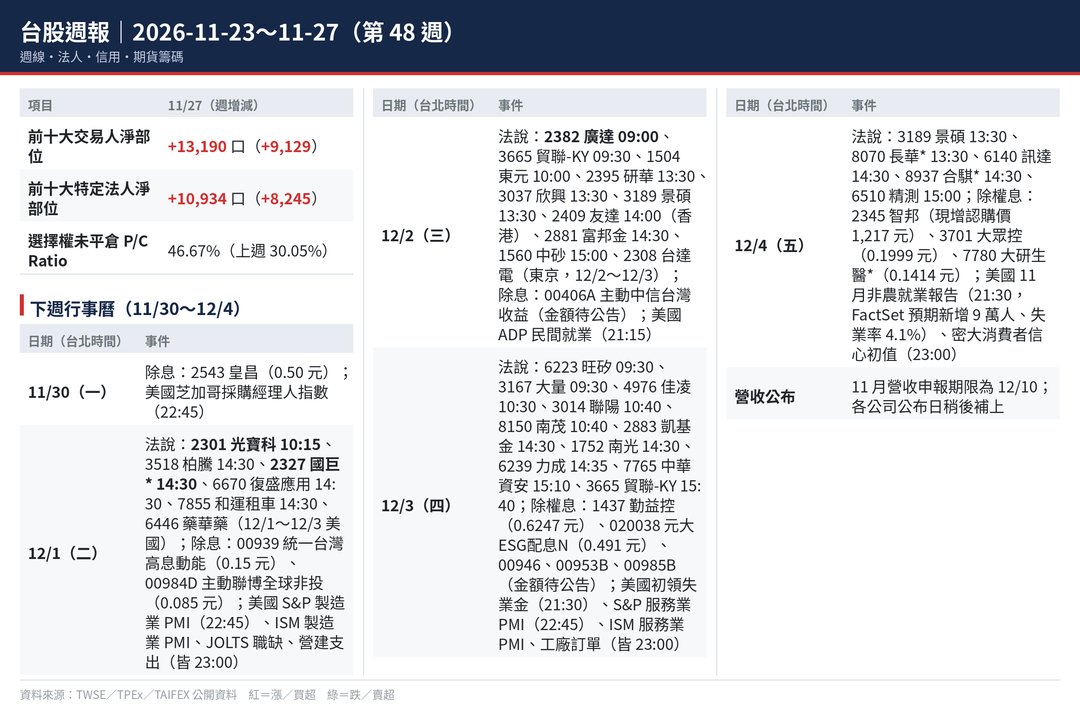 台股週報｜2026-11-23～11-27（第 48 週）
週線・法人・信用・期貨籌碼
項目 11/27（週增減）
前十大交易人淨部
位
+13,190 口（+9,129）
前十大特定法人淨
部位
+10,934 口（+8,245）
選擇權未平倉 P/C
Ratio
46.67%（上週 30.05%）
下週行事曆（11/30～12/4）
日期（台北時間） 事件
11/30（一）
除息：2543 皇昌（0.50 元）；
美國芝加哥採購經理人指數
（22:45）
12/1（二）
法說：2301 光寶科 10:15、
3518 柏騰 14:30、2327 國巨
* 14:30、6670 復盛應用 14:
30、7855 和運租車 14:30、
6446 藥華藥（12/1～12/3 美
國）；除息：00939 統一台灣
高息動能（0.15 元）、
00984D 主動聯博全球非投
（0.085 元）；美國 S&P 製造
業 PMI（22:45）、ISM 製造
業 PMI、JOLTS 職缺、營建支
出（皆 23:00）
日期（台北時間） 事件
12/2（三）
法說：2382 廣達 09:00、
3665 貿聯-KY 09:30、1504
東元 10:00、2395 研華 13:30、
3037 欣興 13:30、3189 景碩
13:30、2409 友達 14:00（香
港）、2881 富邦金 14:30、
1560 中砂 15:00、2308 台達
電（東京，12/2～12/3）；
除息：00406A 主動中信台灣
收益（金額待公告）；美國
ADP 民間就業（21:15）
12/3（四）
法說：6223 旺矽 09:30、
3167 大量 09:30、4976 佳凌
10:30、3014 聯陽 10:40、
8150 南茂 10:40、2883 凱基
金 14:30、1752 南光 14:30、
6239 力成 14:35、7765 中華
資安 15:10、3665 貿聯-KY 15:
40；除權息：1437 勤益控
（0.6247 元）、020038 元大
ESG配息N（0.491 元）、
00946、00953B、00985B
（金額待公告）；美國初領失
業金（21:30）、S&P 服務業
PMI（22:45）、ISM 服務業
PMI、工廠訂單（皆 23:00）
日期（台北時間） 事件
12/4（五）
法說：3189 景碩 13:30、
8070 長華* 13:30、6140 訊達
14:30、8937 合騏* 14:30、
6510 精測 15:00；除權息：
2345 智邦（現增認購價
1,217 元）、3701 大眾控
（0.1999 元）、7780 大研生
醫*（0.1414 元）；美國 11
月非農就業報告（21:30，
FactSet 預期新增 9 萬人、失
業率 4.1%）、密大消費者信
心初值（23:00）
營收公布
11 月營收申報期限為 12/10；
各公司公布日稍後補上
資料來源：TWSE／TPEx／TAIFEX 公開資料 紅＝漲／買超 綠＝跌／賣超